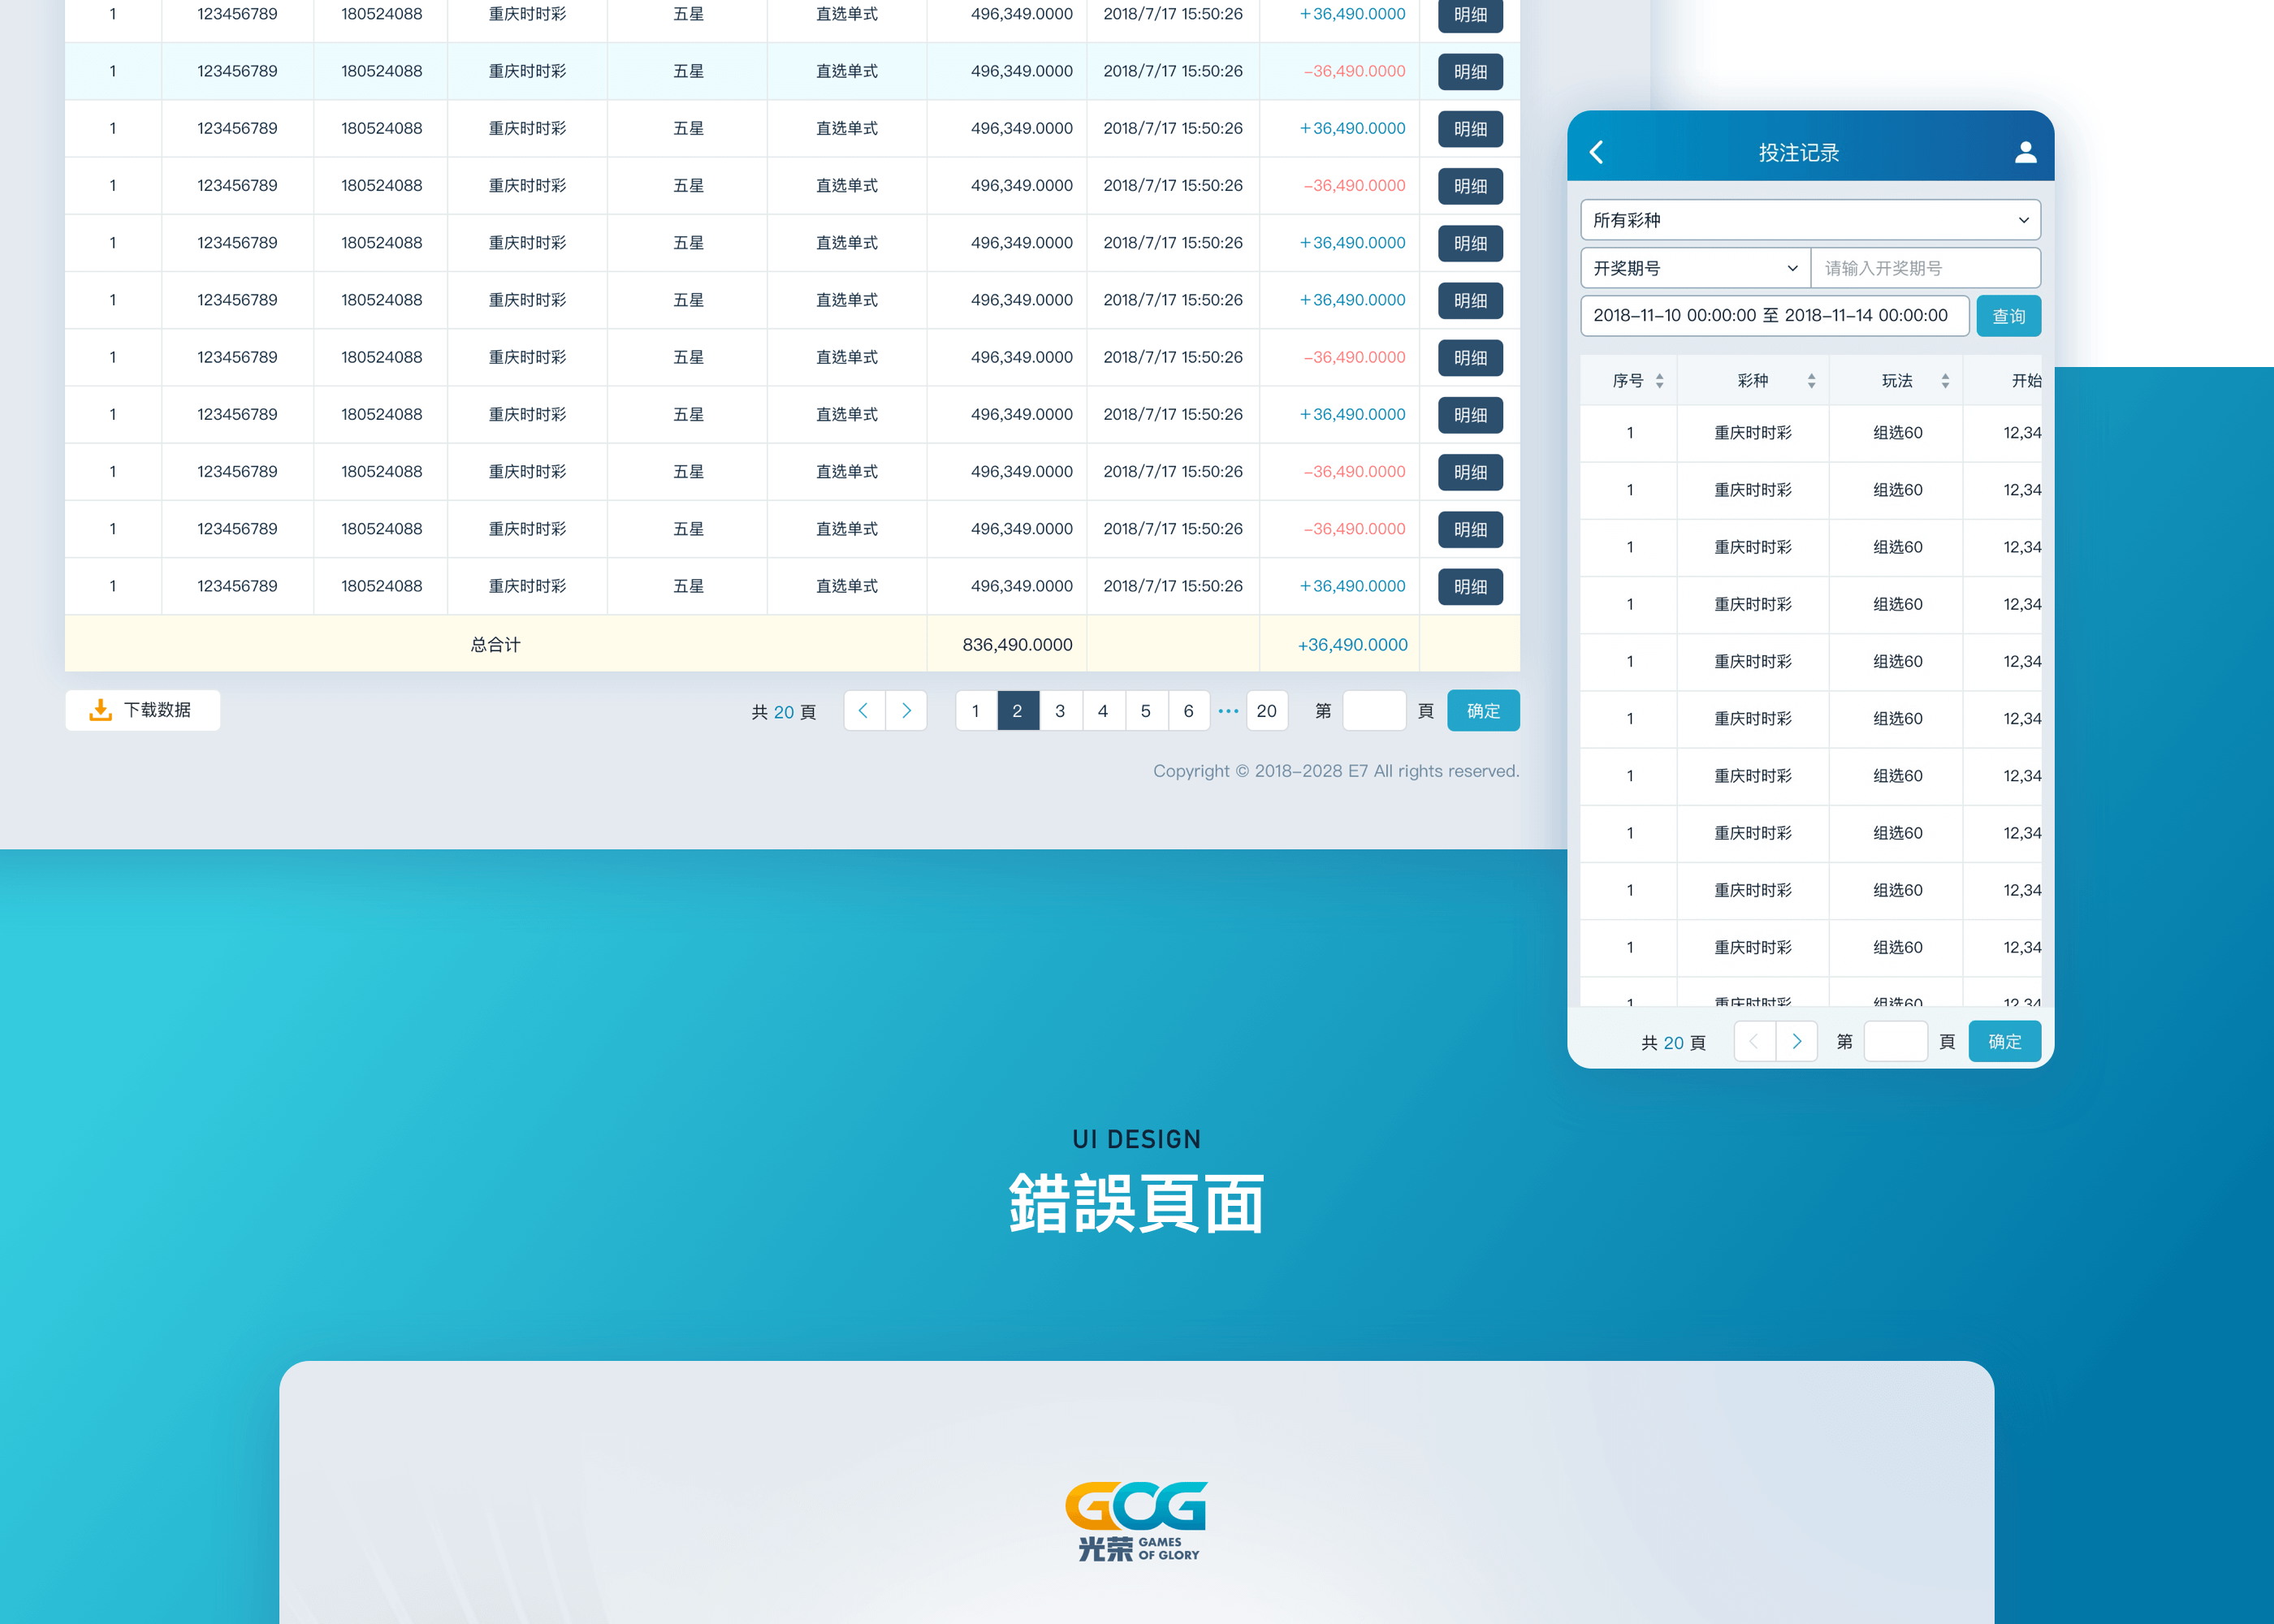 1 123456789 180524088 重庆时时彩 五星 直选单式 496,349.0000 2018/7/17 15:50:26 +36,490.0000 明细
1 123456789 180524088 重庆时时彩 五星 直选单式 496,349.0000 2018/7/17 15:50:26 -36,490.0000 明细
1 123456789 180524088 重庆时时彩 五星 直选单式 496,349.0000 2018/7/17 15:50:26 +36,490.0000 明细
1 123456789 180524088 重庆时时彩 五星 直选单式 496,349.0000 2018/7/17 15:50:26 -36,490.0000 明细
1 123456789 180524088 重庆时时彩 五星 直选单式 496,349.0000 2018/7/17 15:50:26 +36,490.0000 明细
1 123456789 180524088 重庆时时彩 五星 直选单式 496,349.0000 2018/7/17 15:50:26 +36,490.0000 明细
1 123456789 180524088 重庆时时彩 五星 直选单式 496,349.0000 2018/7/17 15:50:26 -36,490.0000 明细
1 123456789 180524088 重庆时时彩 五星 直选单式 496,349.0000 2018/7/17 15:50:26 +36,490.0000 明细
1 123456789 180524088 重庆时时彩 五星 直选单式 496,349.0000 2018/7/17 15:50:26 -36,490.0000 明细
1 123456789 180524088 重庆时时彩 五星 直选单式 496,349.0000 2018/7/17 15:50:26 -36,490.0000 明细
1 123456789 180524088 重庆时时彩 五星 直选单式 496,349.0000 2018/7/17 15:50:26 +36,490.0000 明细
总合计 836,490.0000 +36,490.0000
下载数据 共 20 頁 1 2 3 4 5 6 ··· 20 第 頁 确定
Copyright © 2018-2028 E7 All rights reserved.
投注记录
所有彩种
开奖期号 请输入开奖期号
2018-11-10 00:00:00 至 2018-11-14 00:00:00 查询
序号 彩种 玩法 开始
1 重庆时时彩 组选60 12,34
1 重庆时时彩 组选60 12,34
1 重庆时时彩 组选60 12,34
1 重庆时时彩 组选60 12,34
1 重庆时时彩 组选60 12,34
1 重庆时时彩 组选60 12,34
1 重庆时时彩 组选60 12,34
1 重庆时时彩 组选60 12,34
1 重庆时时彩 组选60 12,34
1 重庆时时彩 组选60 12,34
1 重庆时时彩 组选60 12,34
共 20 頁 第 頁 确定
UI DESIGN
錯誤頁面
GOG
光荣 GAMES
OF GLORY